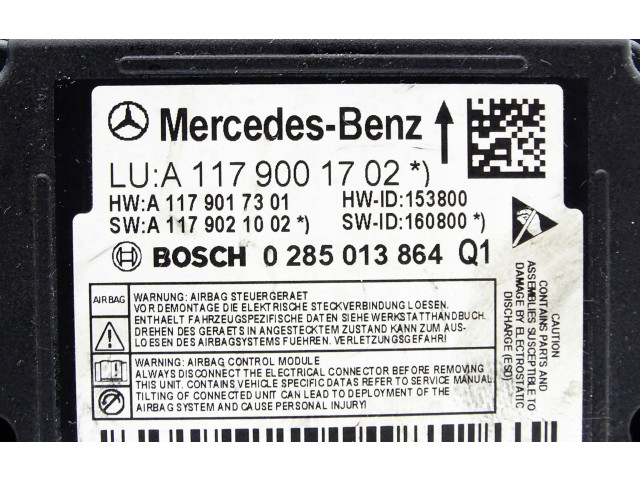 Mercedes-Benz
LU:A 117 900 17 02 *)
HW:A 117 901 73 01 HW-ID:153800
SW:A 117 902 10 02 *) SW-ID:160800 *)
BOSCH 0 285 013 864 Q1
AIRBAG
WARNUNG: AIRBAG STEUERGERAET
VOR DEMONTAGE DIE ELEKTRISCHE STECKVERBINDUNG LOESEN.
ENTHAELT FAHRZEUGSPEZIFISCHE DATEN SIEHE WERKSTATTHANDBUCH.
DREHEN DES GERAETS IN ANGESTECKTEM ZUSTAND KANN ZUM AUS-
LOESEN DES AIRBAGSYSTEMS FUEHREN. VERLETZUNGSGEFAHR!
WARNING: AIRBAG CONTROL MODULE
ALWAYS DISCONNECT THE ELECTRICAL CONNECTOR BEFORE REMOVING
THIS UNIT. CONTAINS VEHICLE SPECIFIC DATAS REFER TO SERVICE MANUAL.
TILTING OF CONNECTED UNIT CAN LEAD TO DEPLOYMENT OF THE
AIRBAG SYSTEM AND CAUSE PERSONAL INJURY!
CAUTION
CONTAINS PARTS AND
ASSEMBLIES SUSCEPTIBLE TO
DAMAGE BY ELECTROSTATIC
DISCHARGE (ESD)